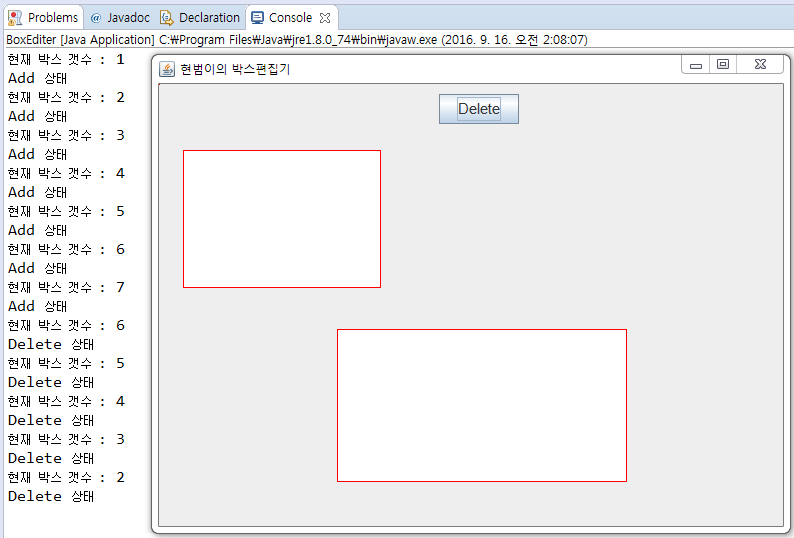 Problems @ Javadoc Declaration Console
BoxEditer [Java Application] C:₩Program Files₩Java₩jre1.8.0_74₩bin₩javaw.exe (2016. 9. 16. 오전 2:08:07)
현재 박스 갯수 : 1
Add 상태
현재 박스 갯수 : 2
Add 상태
현재 박스 갯수 : 3
Add 상태
현재 박스 갯수 : 4
Add 상태
현재 박스 갯수 : 5
Add 상태
현재 박스 갯수 : 6
Add 상태
현재 박스 갯수 : 7
Add 상태
현재 박스 갯수 : 6
Delete 상태
현재 박스 갯수 : 5
Delete 상태
현재 박스 갯수 : 4
Delete 상태
현재 박스 갯수 : 3
Delete 상태
현재 박스 갯수 : 2
Delete 상태
현범이의 박스편집기
Delete